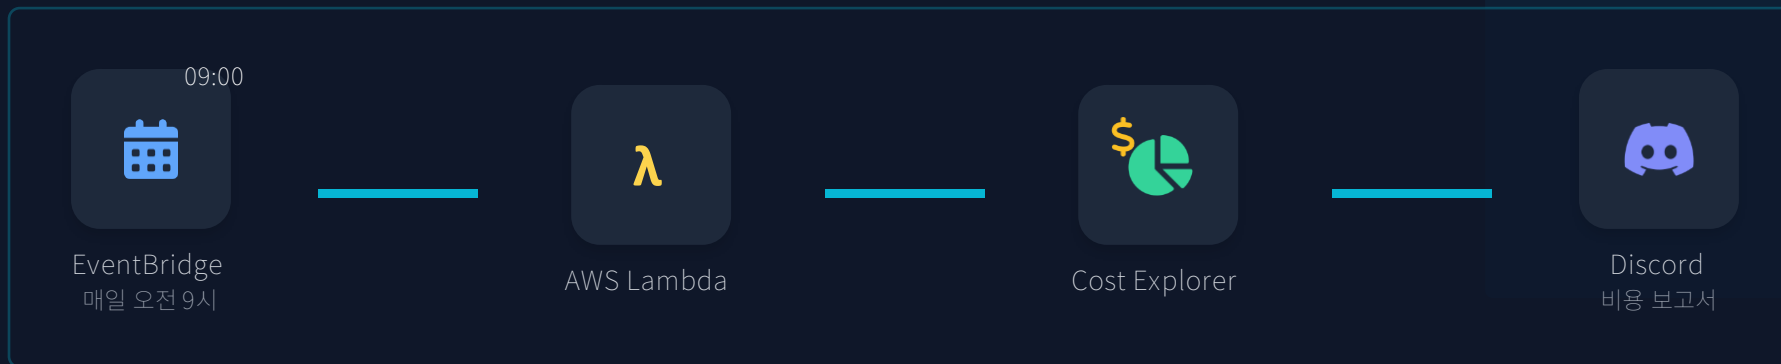 09:00
EventBridge
매일 오전 9시
λ
AWS Lambda
$
Cost Explorer
Discord
비용 보고서